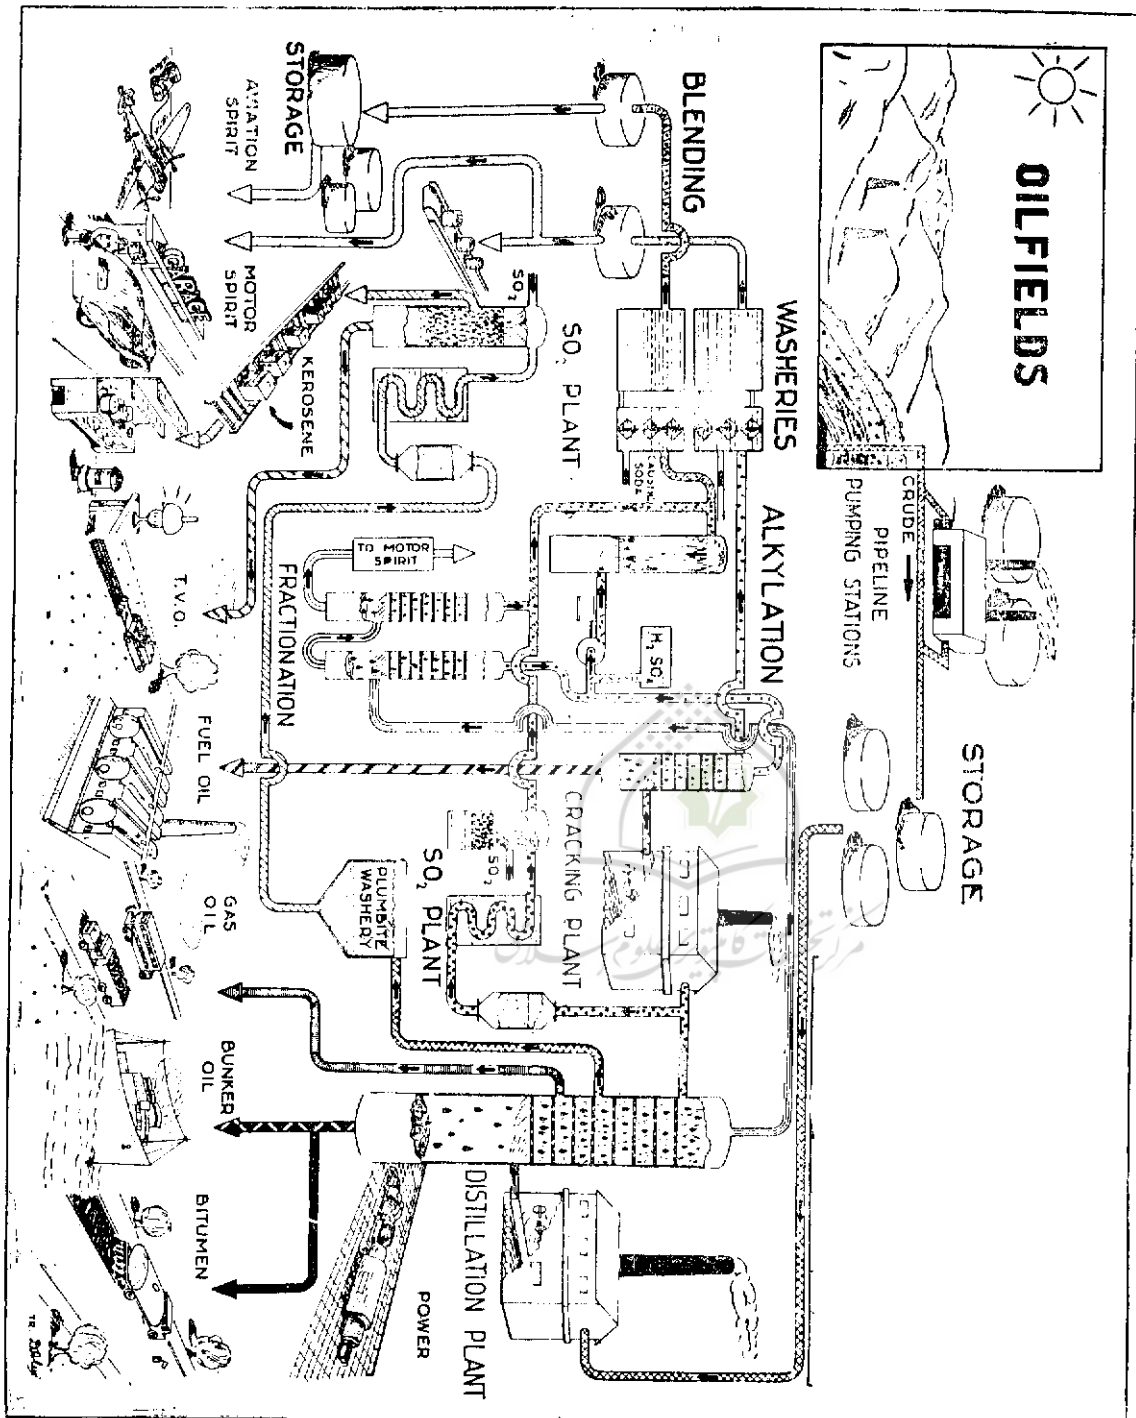 OILFIELDS
CRUDE
PIPELINE
PUMPING STATIONS
STORAGE
BLENDING
WASHERIES
ALKYLATION
STORAGE
SO₂
SO₂ PLANT
SODA
H₂ SO₄
TO MOTOR
SPIRIT
FRACTIONATION
CRACKING PLANT
SO₂
SO₂ PLANT
PLUMBITE
WASHERY
DISTILLATION PLANT
POWER
AVIATION
SPIRIT
MOTOR
SPIRIT
GARAGE
KEROSENE
T.V.O.
FUEL OIL
GAS
OIL
BUNKER
OIL
BITUMEN